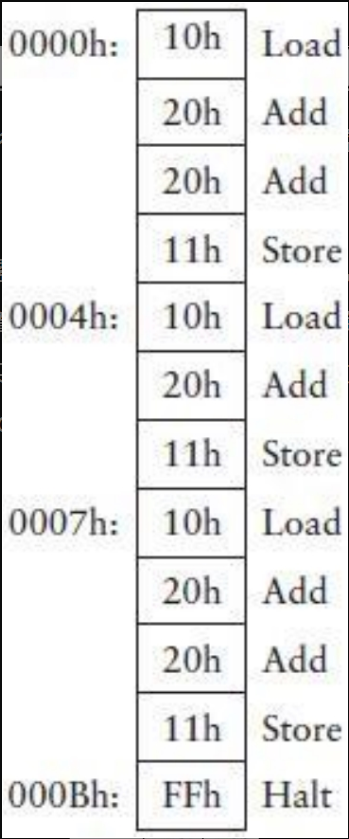 0000h: 10h Load
20h Add
20h Add
11h Store
0004h: 10h Load
20h Add
11h Store
0007h: 10h Load
20h Add
20h Add
11h Store
000Bh: FFh Halt